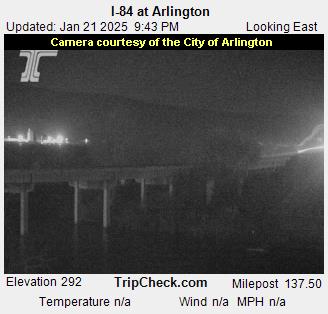 I-84 at Arlington
Updated: Jan 21 2025 9:43 PM Looking East
Camera courtesy of the City of Arlington
Elevation 292 TripCheck.com Milepost 137.50
Temperature n/a Wind n/a MPH n/a